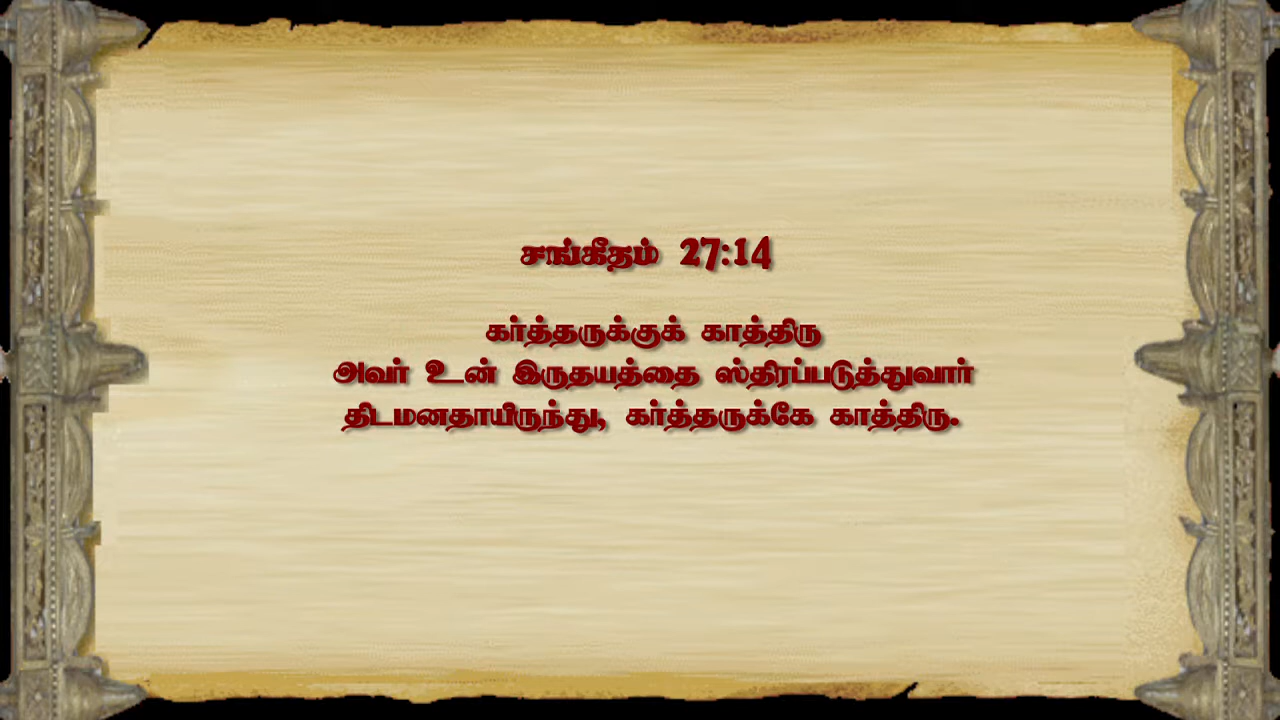 சங்கீதம் 27:14
கர்த்தருக்குக் காத்திரு
அவர் உன் இருதயத்தை ஸ்திரப்படுத்துவார்
திடமனதாயிருந்து, கர்த்தருக்கே காத்திரு.